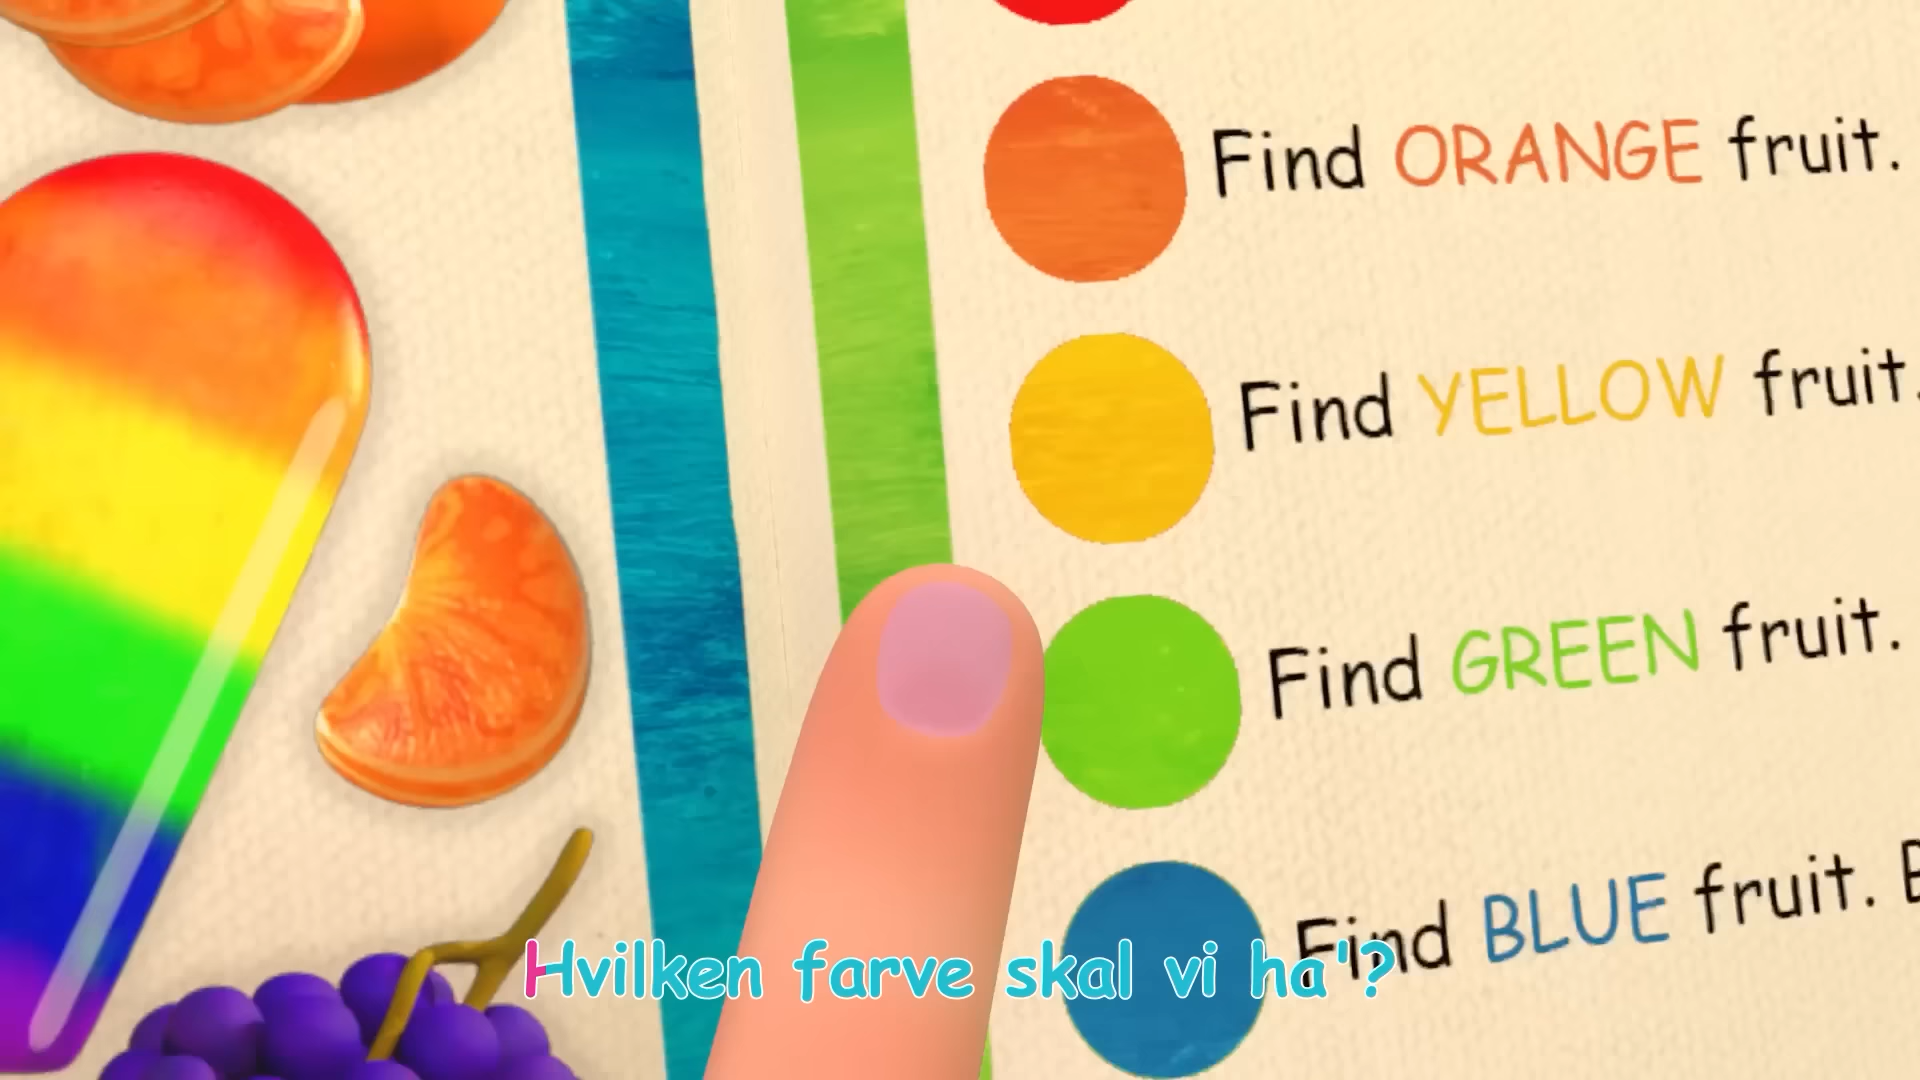 Find ORANGE fruit.
Find YELLOW fruit.
Find GREEN fruit.
Find BLUE fruit.
Hvilken farve skal vi ha'?